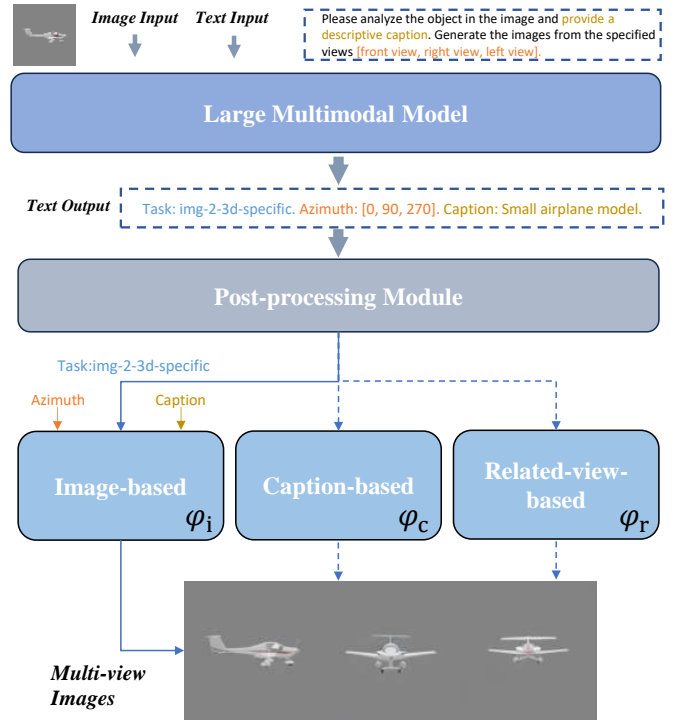 Image Input
Text Input
Please analyze the object in the image and provide a
descriptive caption. Generate the images from the specified
views [front view, right view, left view].
Large Multimodal Model
Text Output
Task: img-2-3d-specific. Azimuth: [0, 90, 270]. Caption: Small airplane model.
Post-processing Module
Task:img-2-3d-specific
Azimuth
Caption
Image-based
φi
Caption-based
φc
Related-view-
based
φr
Multi-view
Images